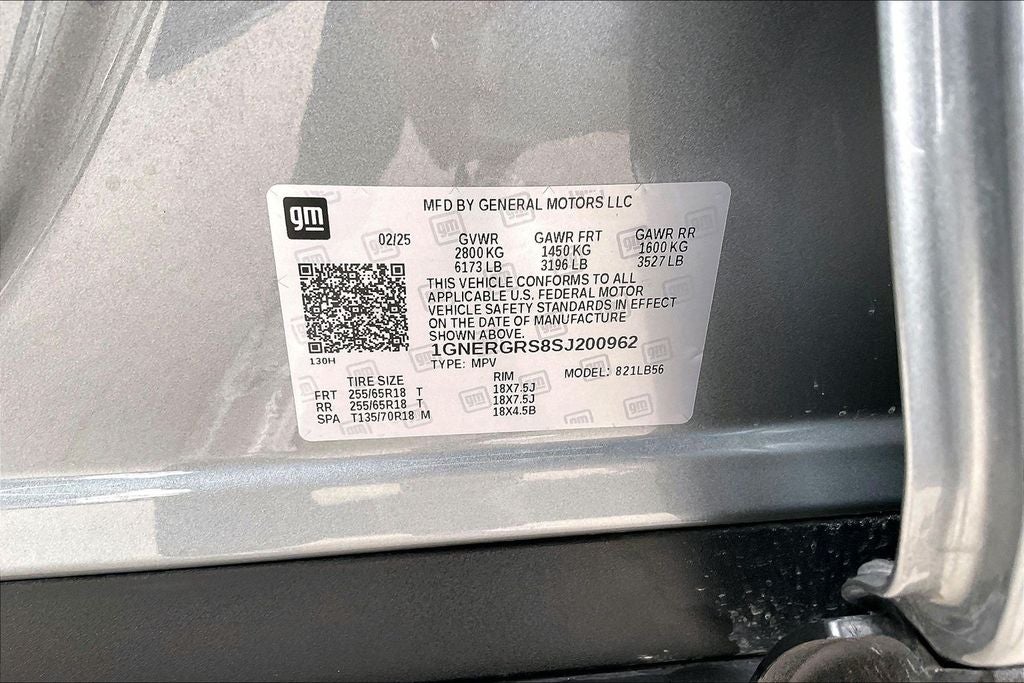 gm
MFD BY GENERAL MOTORS LLC
02/25 GVWR GAWR FRT GAWR RR
2800 KG 1450 KG 1600 KG
6173 LB 3196 LB 3527 LB
THIS VEHICLE CONFORMS TO ALL
APPLICABLE U.S. FEDERAL MOTOR
VEHICLE SAFETY STANDARDS IN EFFECT
ON THE DATE OF MANUFACTURE
SHOWN ABOVE.
1GNERGRS8SJ200962
130H
TYPE: MPV MODEL: 821LB56
TIRE SIZE RIM
FRT 255/65R18 T 18X7.5J
RR 255/65R18 T 18X7.5J
SPA T135/70R18 M 18X4.5B